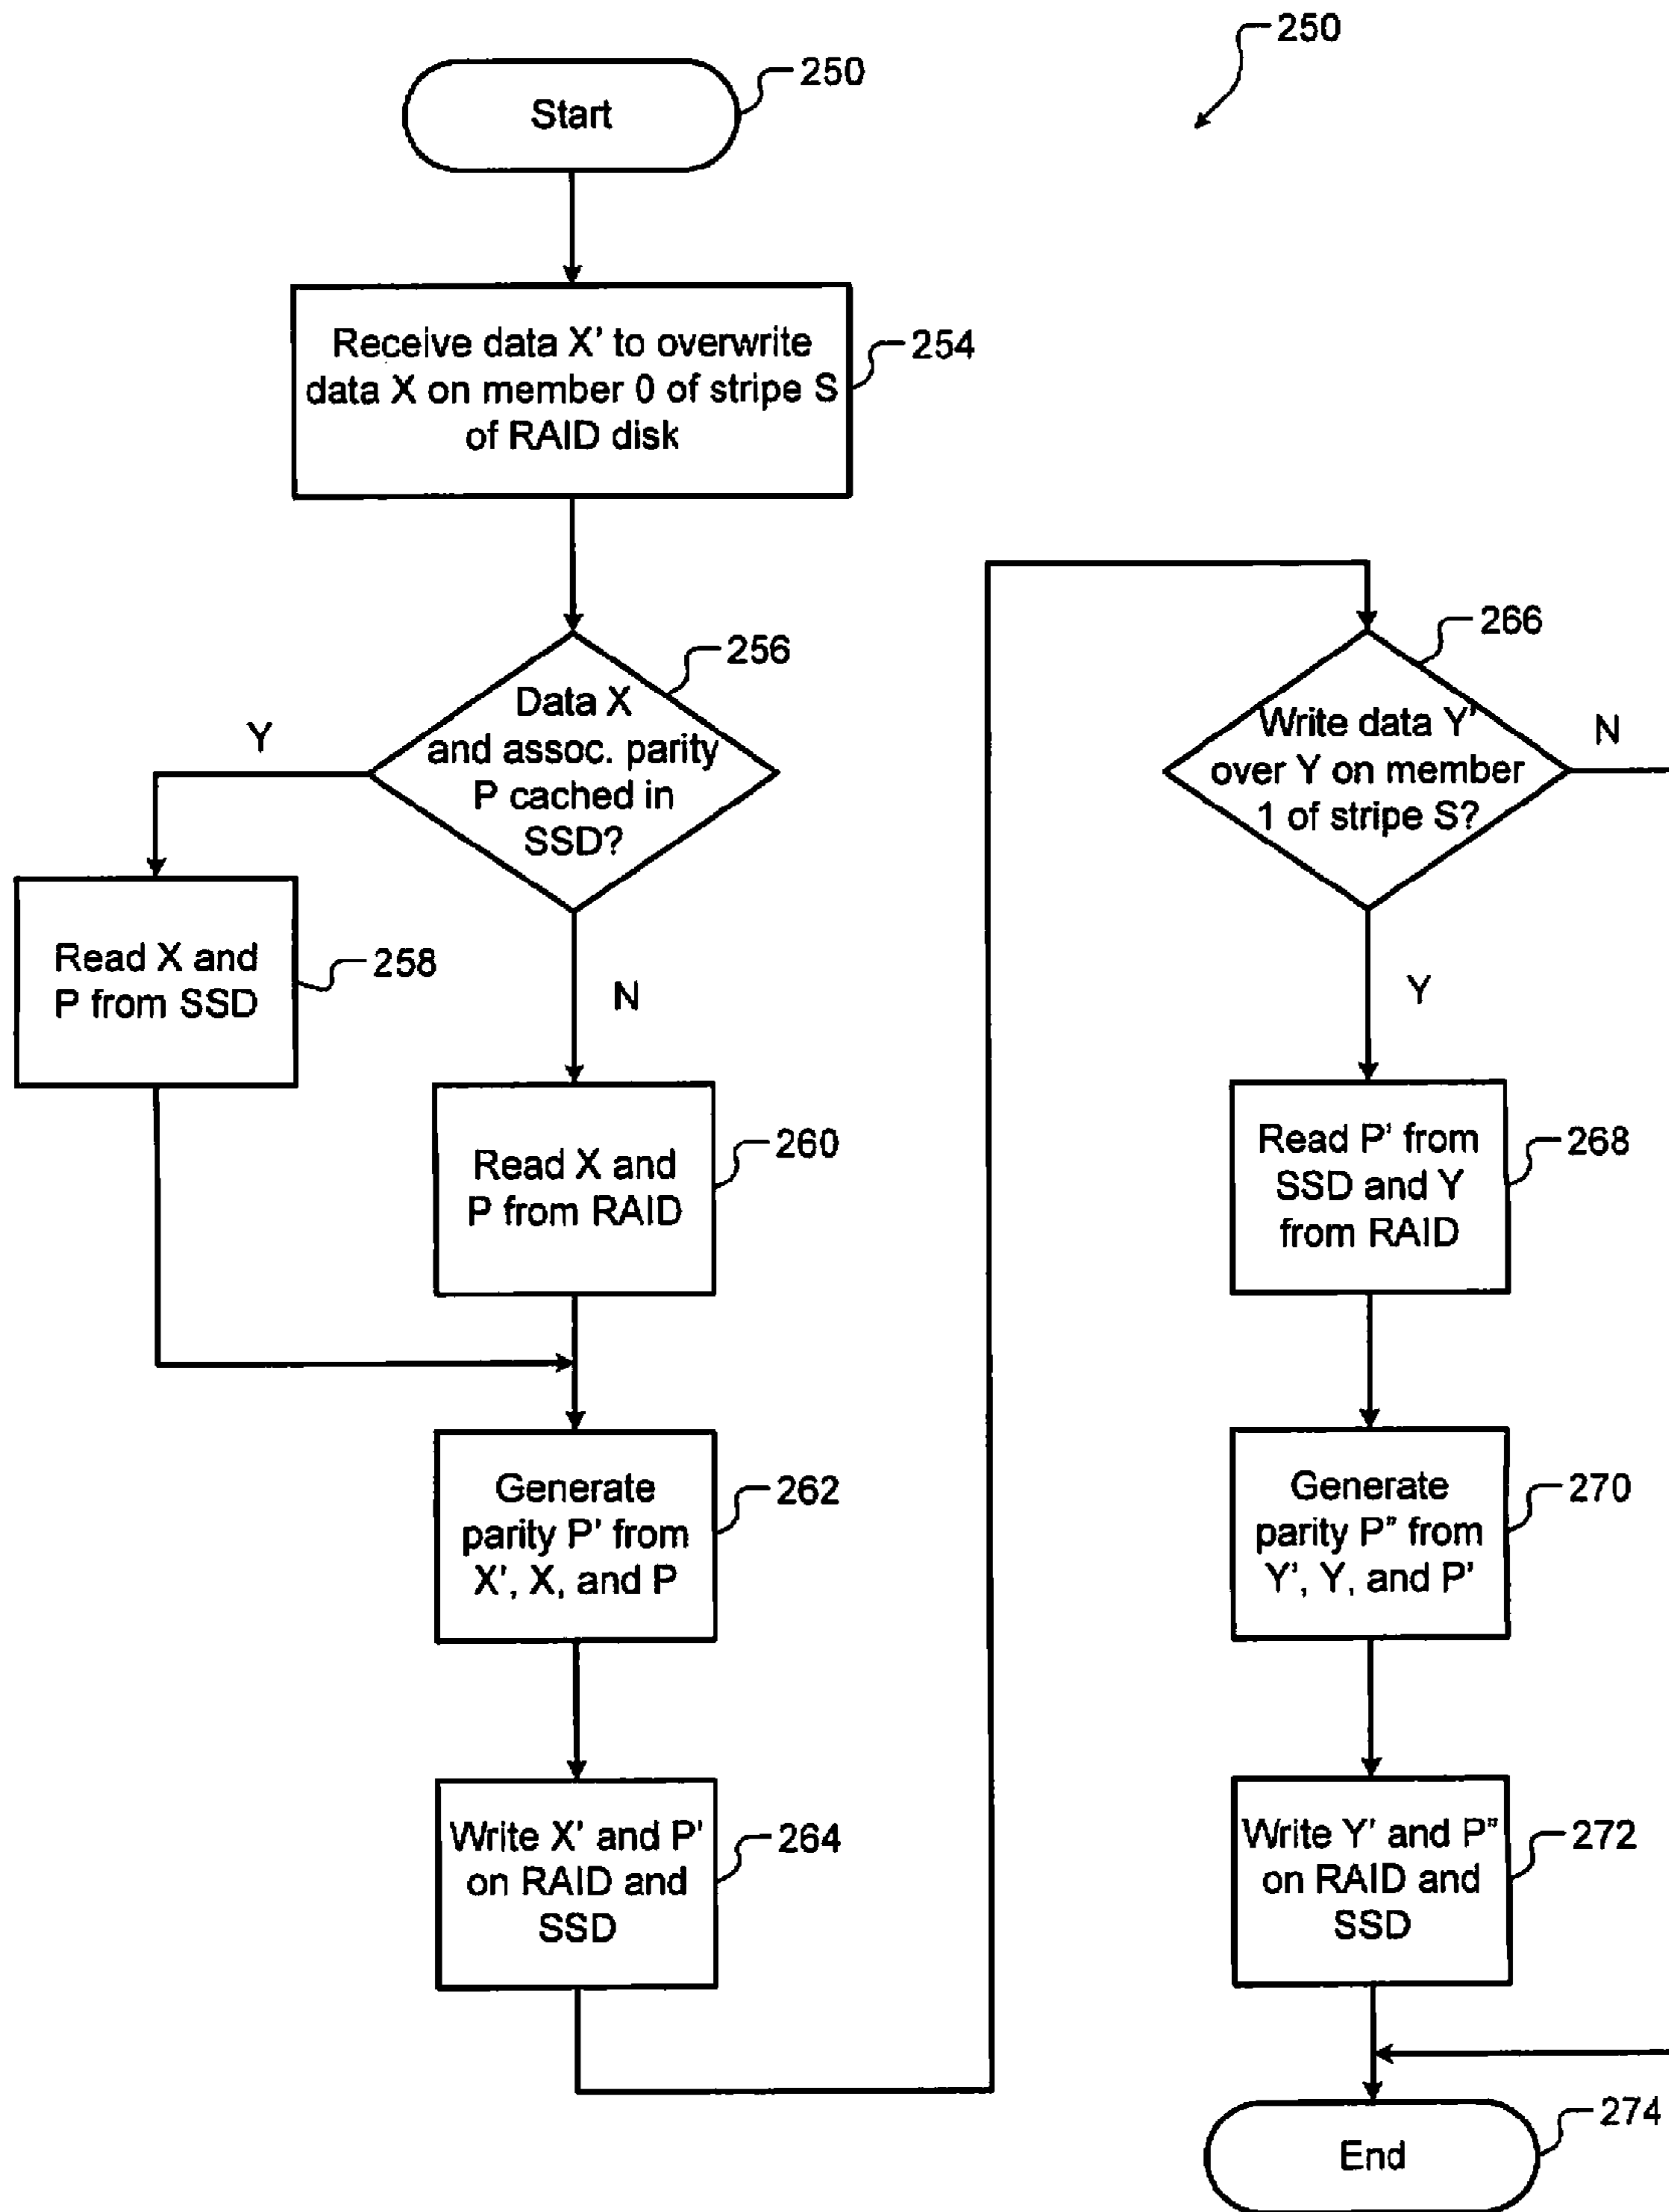 250
250
Start
Receive data X' to overwrite
data X on member 0 of stripe S
of RAID disk
254
256
Data X
and assoc. parity
P cached in
SSD?
Y
N
Read X and
P from SSD
258
Read X and
P from RAID
260
Generate
parity P' from
X', X, and P
262
Write X' and P'
on RAID and
SSD
264
266
Write data Y'
over Y on member
1 of stripe S?
N
Y
Read P' from
SSD and Y
from RAID
268
Generate
parity P" from
Y', Y, and P'
270
Write Y' and P"
on RAID and
SSD
272
End
274